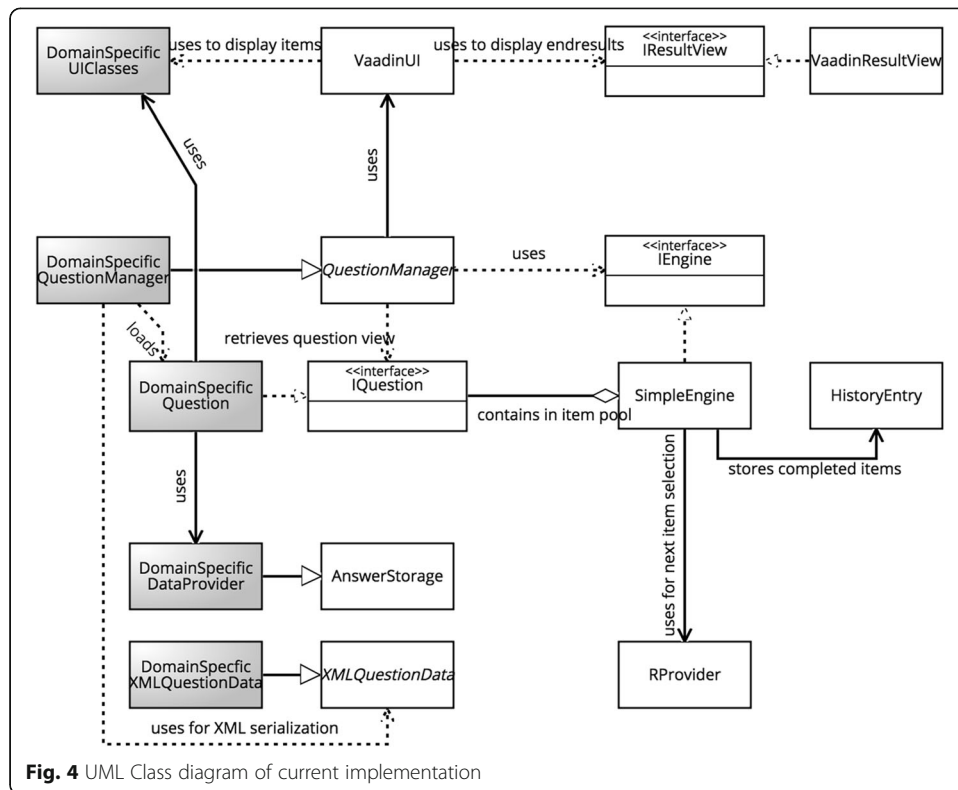 DomainSpecific
UIClasses
uses to display items
VaadinUI
uses to display endresults
<<interface>>
IResultView
VaadinResultView
uses
uses
DomainSpecific
QuestionManager
QuestionManager
uses
<<interface>>
IEngine
loads
retrieves question view
DomainSpecific
Question
<<interface>>
IQuestion
contains in item pool
SimpleEngine
HistoryEntry
stores completed items
uses
uses for next item selection
DomainSpecific
DataProvider
AnswerStorage
DomainSpecfic
XMLQuestionData
XMLQuestionData
RProvider
uses for XML serialization
Fig. 4 UML Class diagram of current implementation